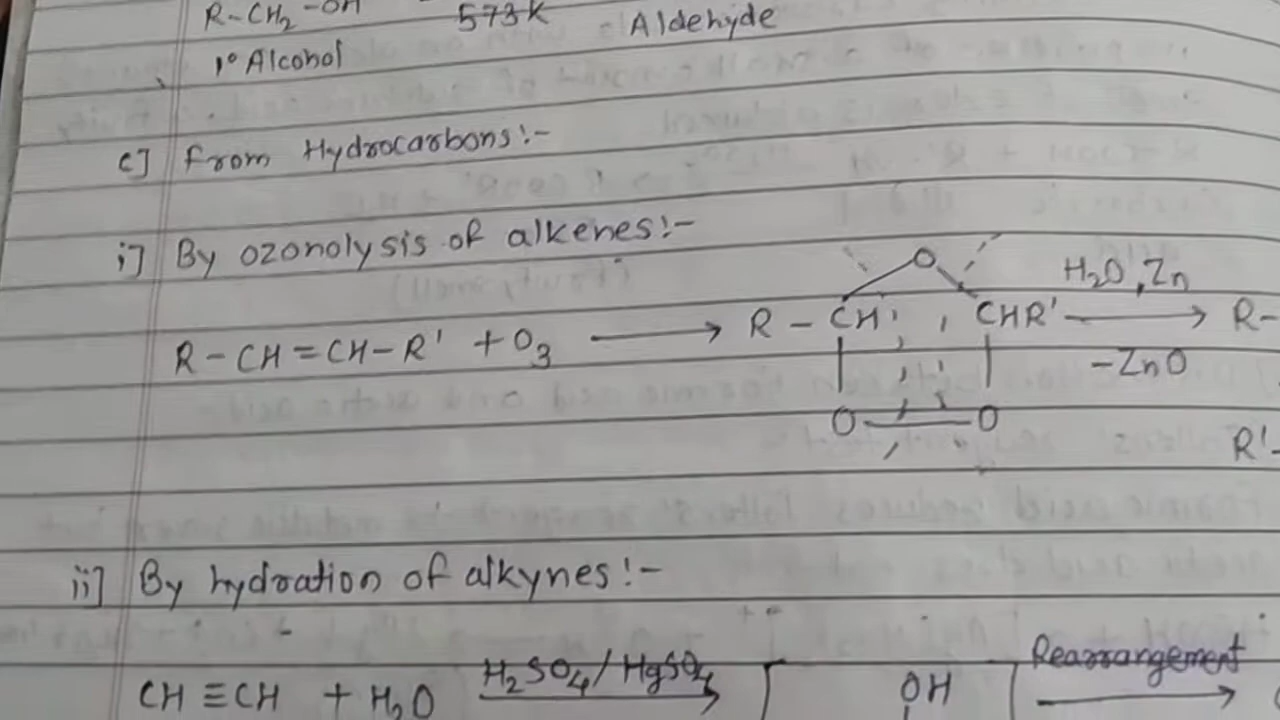 R-CH2-OH 573K Aldehyde
1° Alcohol
c] From Hydrocarbons:-
i] By ozonolysis of alkenes:-
O
H2O, Zn
R-CH=CH-R' + O3 → R-CH CHR' → R-
-ZnO
O-O
R'-
ii] By hydration of alkynes:-
H2SO4/HgSO4 Rearrangement
CH≡CH + H2O → [ OH ] →